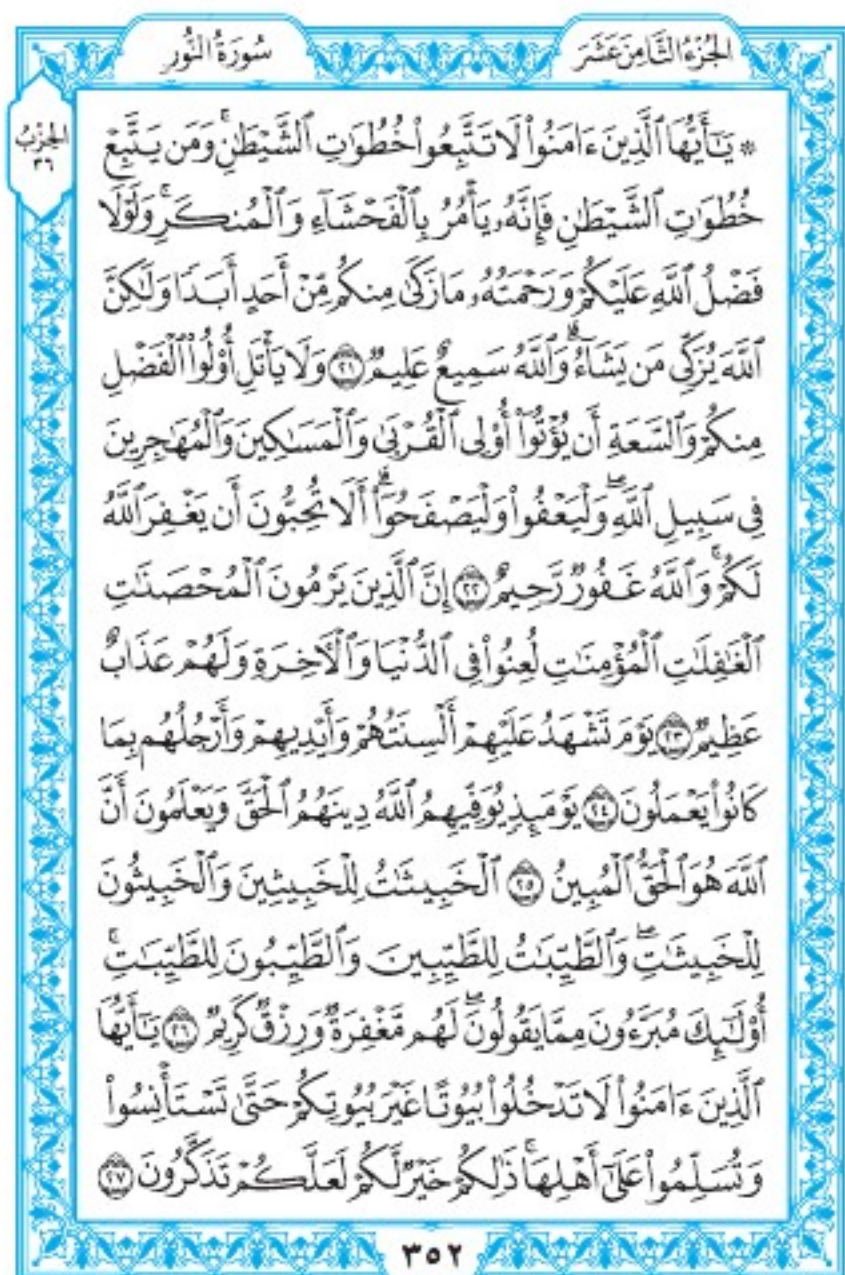 الجُزْءُ الثَّامِنَ عَشَرَ
سُورَةُ النُّورِ
الحِزْبُ
٣٦
۞ يَٰٓأَيُّهَا ٱلَّذِينَ ءَامَنُوا۟ لَا تَتَّبِعُوا۟ خُطُوَٰتِ ٱلشَّيْطَٰنِ ۚ وَمَن يَتَّبِعْ
خُطُوَٰتِ ٱلشَّيْطَٰنِ فَإِنَّهُۥ يَأْمُرُ بِٱلْفَحْشَآءِ وَٱلْمُنكَرِ ۚ وَلَوْلَا
فَضْلُ ٱللَّهِ عَلَيْكُمْ وَرَحْمَتُهُۥ مَا زَكَىٰ مِنكُم مِّنْ أَحَدٍ أَبَدًا وَلَٰكِنَّ
ٱللَّهَ يُزَكِّى مَن يَشَآءُ ۗ وَٱللَّهُ سَمِيعٌ عَلِيمٌ ٢١ وَلَا يَأْتَلِ أُو۟لُوا۟ ٱلْفَضْلِ
مِنكُمْ وَٱلسَّعَةِ أَن يُؤْتُوٓا۟ أُو۟لِى ٱلْقُرْبَىٰ وَٱلْمَسَٰكِينَ وَٱلْمُهَٰجِرِينَ
فِى سَبِيلِ ٱللَّهِ ۖ وَلْيَعْفُوا۟ وَلْيَصْفَحُوٓا۟ ۗ أَلَا تُحِبُّونَ أَن يَغْفِرَ ٱللَّهُ
لَكُمْ ۚ وَٱللَّهُ غَفُورٌ رَّحِيمٌ ٢٢ إِنَّ ٱلَّذِينَ يَرْمُونَ ٱلْمُحْصَنَٰتِ
ٱلْغَٰفِلَٰتِ ٱلْمُؤْمِنَٰتِ لُعِنُوا۟ فِى ٱلدُّنْيَا وَٱلْءَاخِرَةِ وَلَهُمْ عَذَابٌ
عَظِيمٌ ٢٣ يَوْمَ تَشْهَدُ عَلَيْهِمْ أَلْسِنَتُهُمْ وَأَيْدِيهِمْ وَأَرْجُلُهُم بِمَا
كَانُوا۟ يَعْمَلُونَ ٢٤ يَوْمَئِذٍ يُوَفِّيهِمُ ٱللَّهُ دِينَهُمُ ٱلْحَقَّ وَيَعْلَمُونَ أَنَّ
ٱللَّهَ هُوَ ٱلْحَقُّ ٱلْمُبِينُ ٢٥ ٱلْخَبِيثَٰتُ لِلْخَبِيثِينَ وَٱلْخَبِيثُونَ
لِلْخَبِيثَٰتِ ۖ وَٱلطَّيِّبَٰتُ لِلطَّيِّبِينَ وَٱلطَّيِّبُونَ لِلطَّيِّبَٰتِ ۚ
أُو۟لَٰٓئِكَ مُبَرَّءُونَ مِمَّا يَقُولُونَ ۖ لَهُم مَّغْفِرَةٌ وَرِزْقٌ كَرِيمٌ ٢٦ يَٰٓأَيُّهَا
ٱلَّذِينَ ءَامَنُوا۟ لَا تَدْخُلُوا۟ بُيُوتًا غَيْرَ بُيُوتِكُمْ حَتَّىٰ تَسْتَأْنِسُوا۟
وَتُسَلِّمُوا۟ عَلَىٰٓ أَهْلِهَا ۚ ذَٰلِكُمْ خَيْرٌ لَّكُمْ لَعَلَّكُمْ تَذَكَّرُونَ ٢٧
٣٥٢